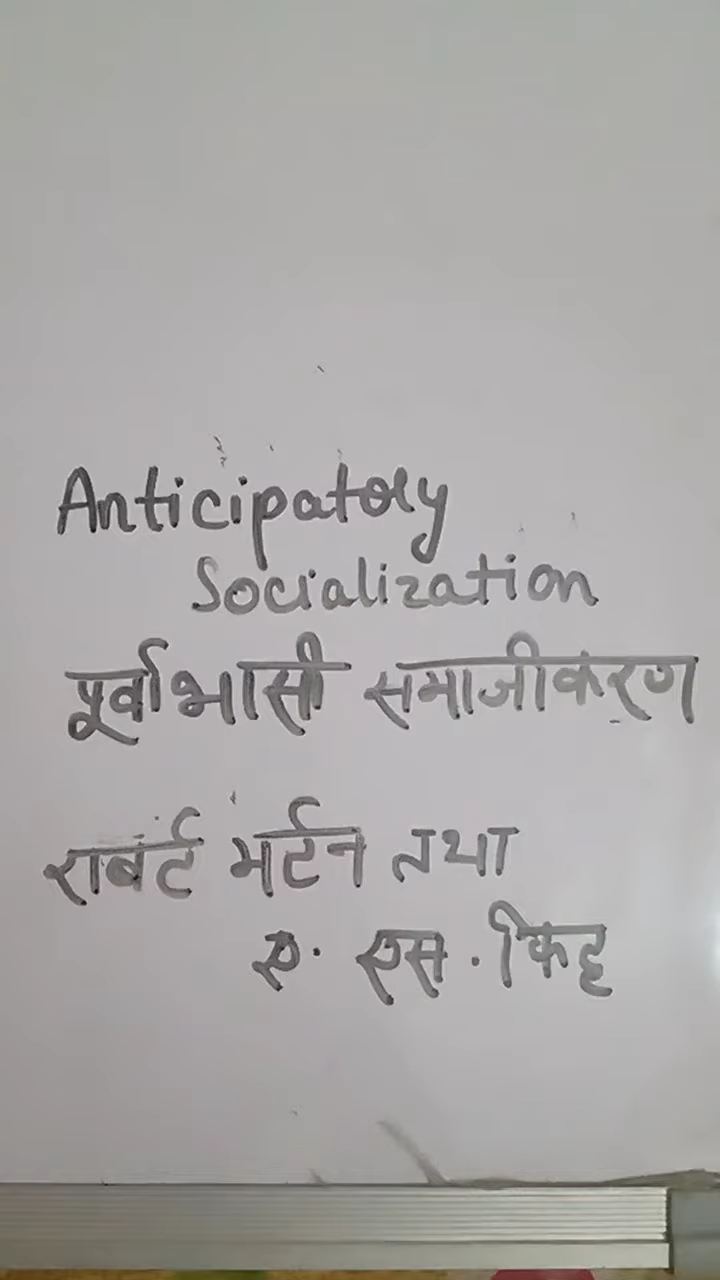 Anticipatory
Socialization
पूर्वाभासी समाजीकरण
राबर्ट मर्टन तथा
ए. एस. किट्ट